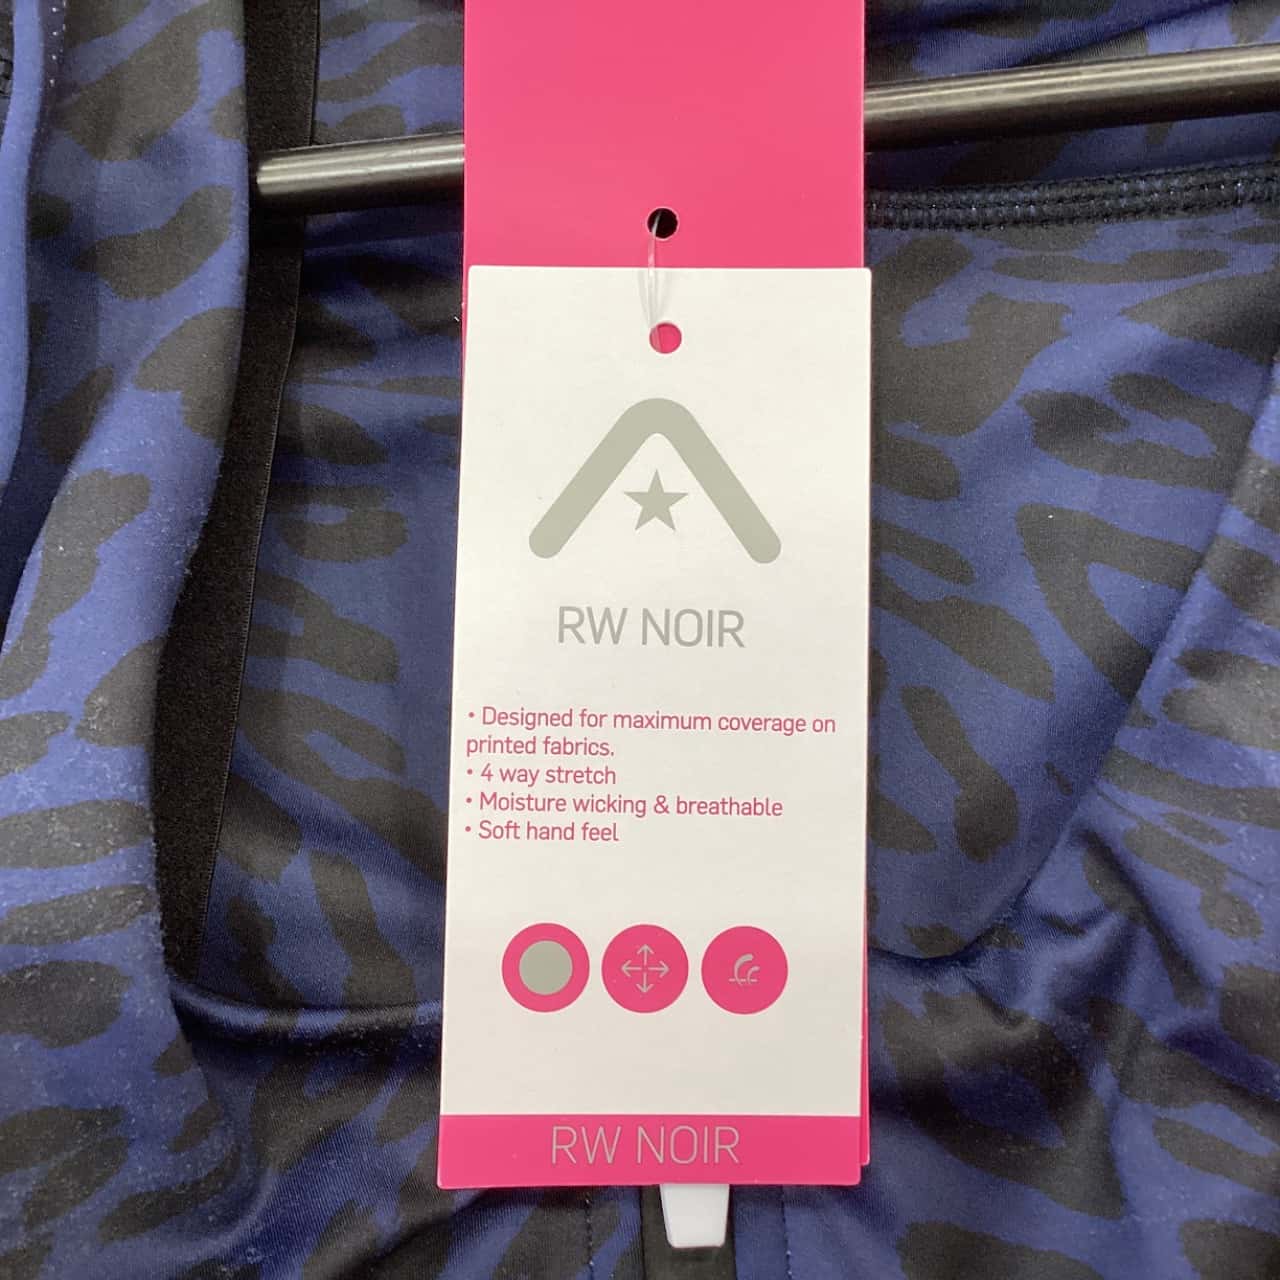 RW NOIR
• Designed for maximum coverage on
printed fabrics.
• 4 way stretch
• Moisture wicking & breathable
• Soft hand feel
RW NOIR